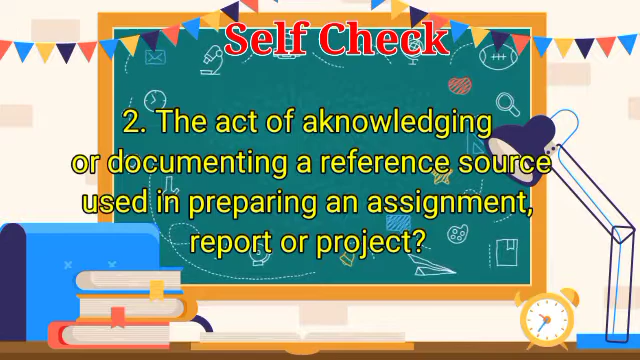 Self Check
2. The act of aknowledging
or documenting a reference source
used in preparing an assignment,
report or project?